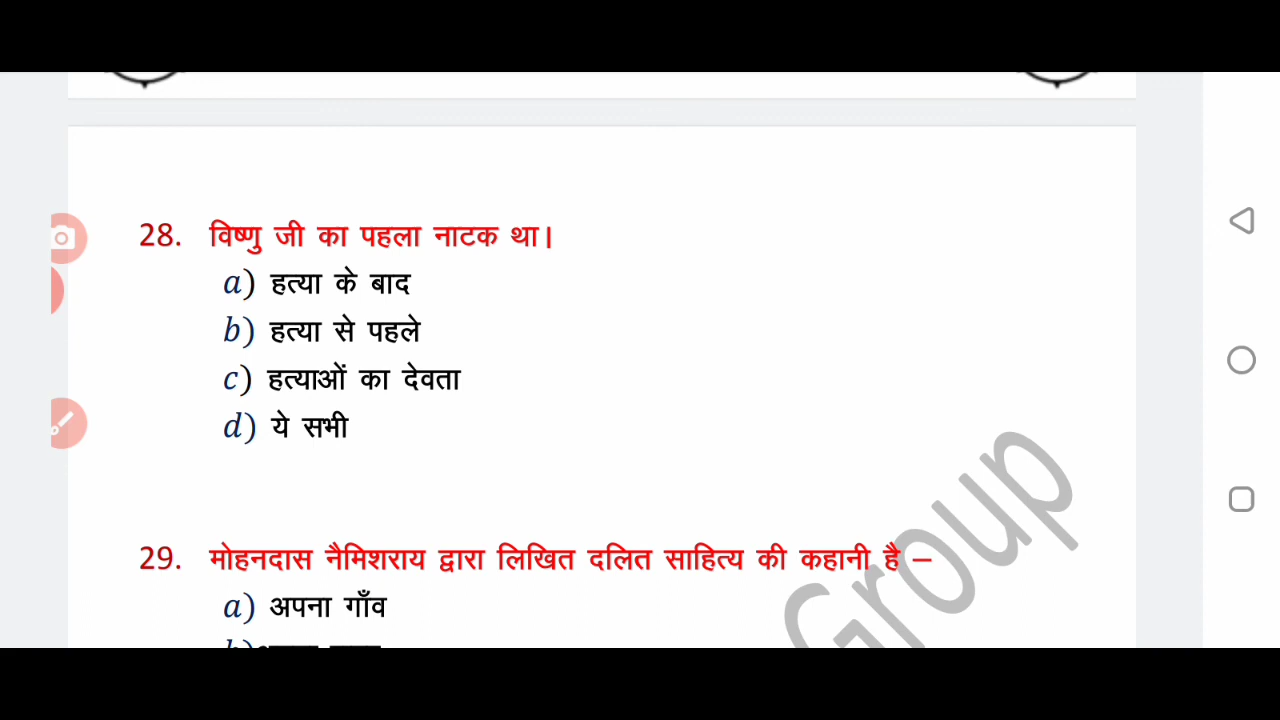 28. विष्णु जी का पहला नाटक था।
a) हत्या के बाद
b) हत्या से पहले
c) हत्याओं का देवता
d) ये सभी
29. मोहनदास नैमिशराय द्वारा लिखित दलित साहित्य की कहानी है –
a) अपना गाँव
b)
Group